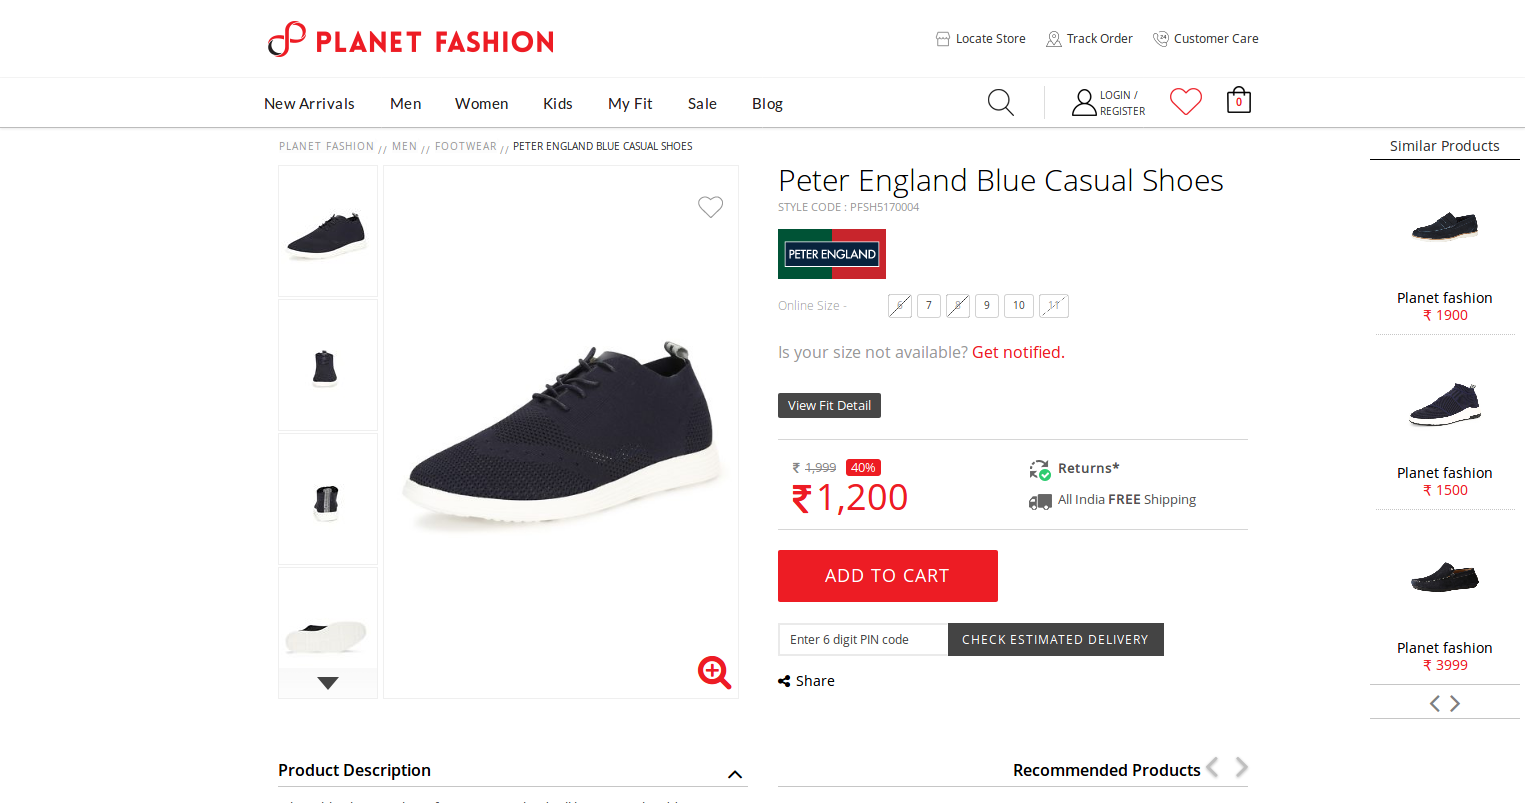 PLANET FASHION
Locate Store
Track Order
Customer Care
New Arrivals
Men
Women
Kids
My Fit
Sale
Blog
LOGIN /
REGISTER
0
PLANET FASHION // MEN // FOOTWEAR // PETER ENGLAND BLUE CASUAL SHOES
Peter England Blue Casual Shoes
STYLE CODE : PFSH5170004
PETER ENGLAND
Online Size -
6 7 8 9 10 11
Is your size not available? Get notified.
View Fit Detail
₹ 1,999 40%
₹1,200
Returns*
All India FREE Shipping
ADD TO CART
Enter 6 digit PIN code
CHECK ESTIMATED DELIVERY
Share
Similar Products
Planet fashion
₹ 1900
Planet fashion
₹ 1500
Planet fashion
₹ 3999
Product Description
Recommended Products